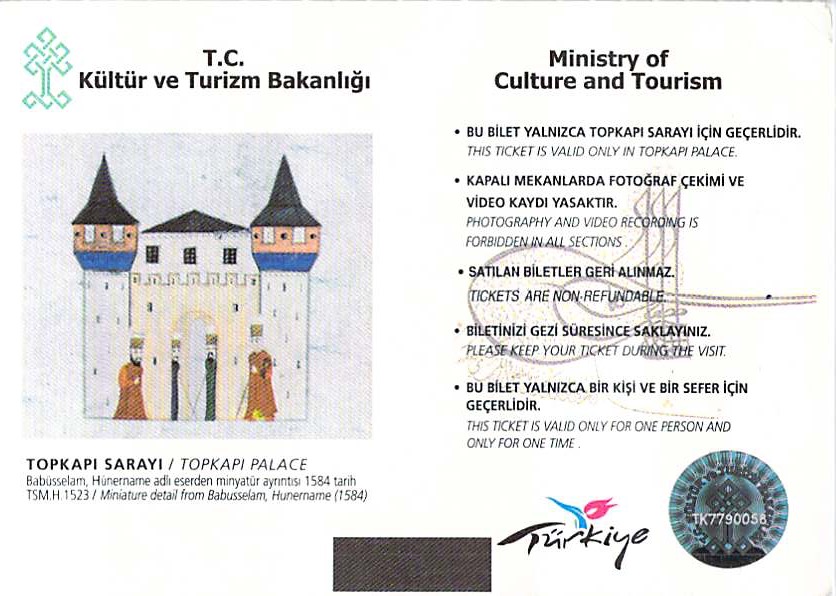 T.C.
Kültür ve Turizm Bakanlığı
TOPKAPI SARAYI / TOPKAPI PALACE
Babüsselam, Hünername adlı eserden minyatür ayrıntısı 1584 tarih
TSM.H.1523 / Miniature detail from Babusselam, Hunername (1584)
Ministry of
Culture and Tourism
• BU BİLET YALNIZCA TOPKAPI SARAYI İÇİN GEÇERLİDİR.
THIS TICKET IS VALID ONLY IN TOPKAPI PALACE.
• KAPALI MEKANLARDA FOTOĞRAF ÇEKİMİ VE
VİDEO KAYDI YASAKTIR.
PHOTOGRAPHY AND VIDEO RECORDING IS
FORBIDDEN IN ALL SECTIONS .
• SATILAN BİLETLER GERİ ALINMAZ.
TICKETS ARE NON-REFUNDABLE.
• BİLETİNİZİ GEZİ SÜRESİNCE SAKLAYINIZ.
PLEASE KEEP YOUR TICKET DURING THE VISIT.
• BU BİLET YALNIZCA BİR KİŞİ VE BİR SEFER İÇİN
GEÇERLİDİR.
THIS TICKET IS VALID ONLY FOR ONE PERSON AND
ONLY FOR ONE TIME .
Türkiye
TK7790058